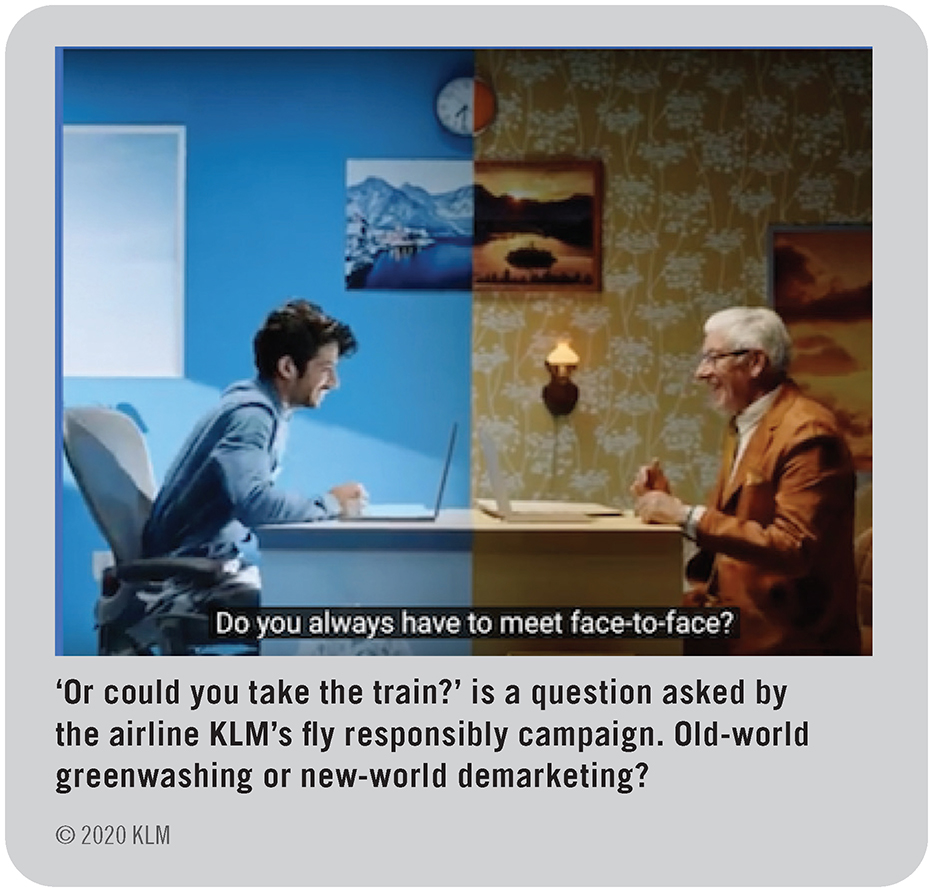 Do you always have to meet face-to-face?
‘Or could you take the train?’ is a question asked by
the airline KLM’s fly responsibly campaign. Old-world
greenwashing or new-world demarketing?
© 2020 KLM